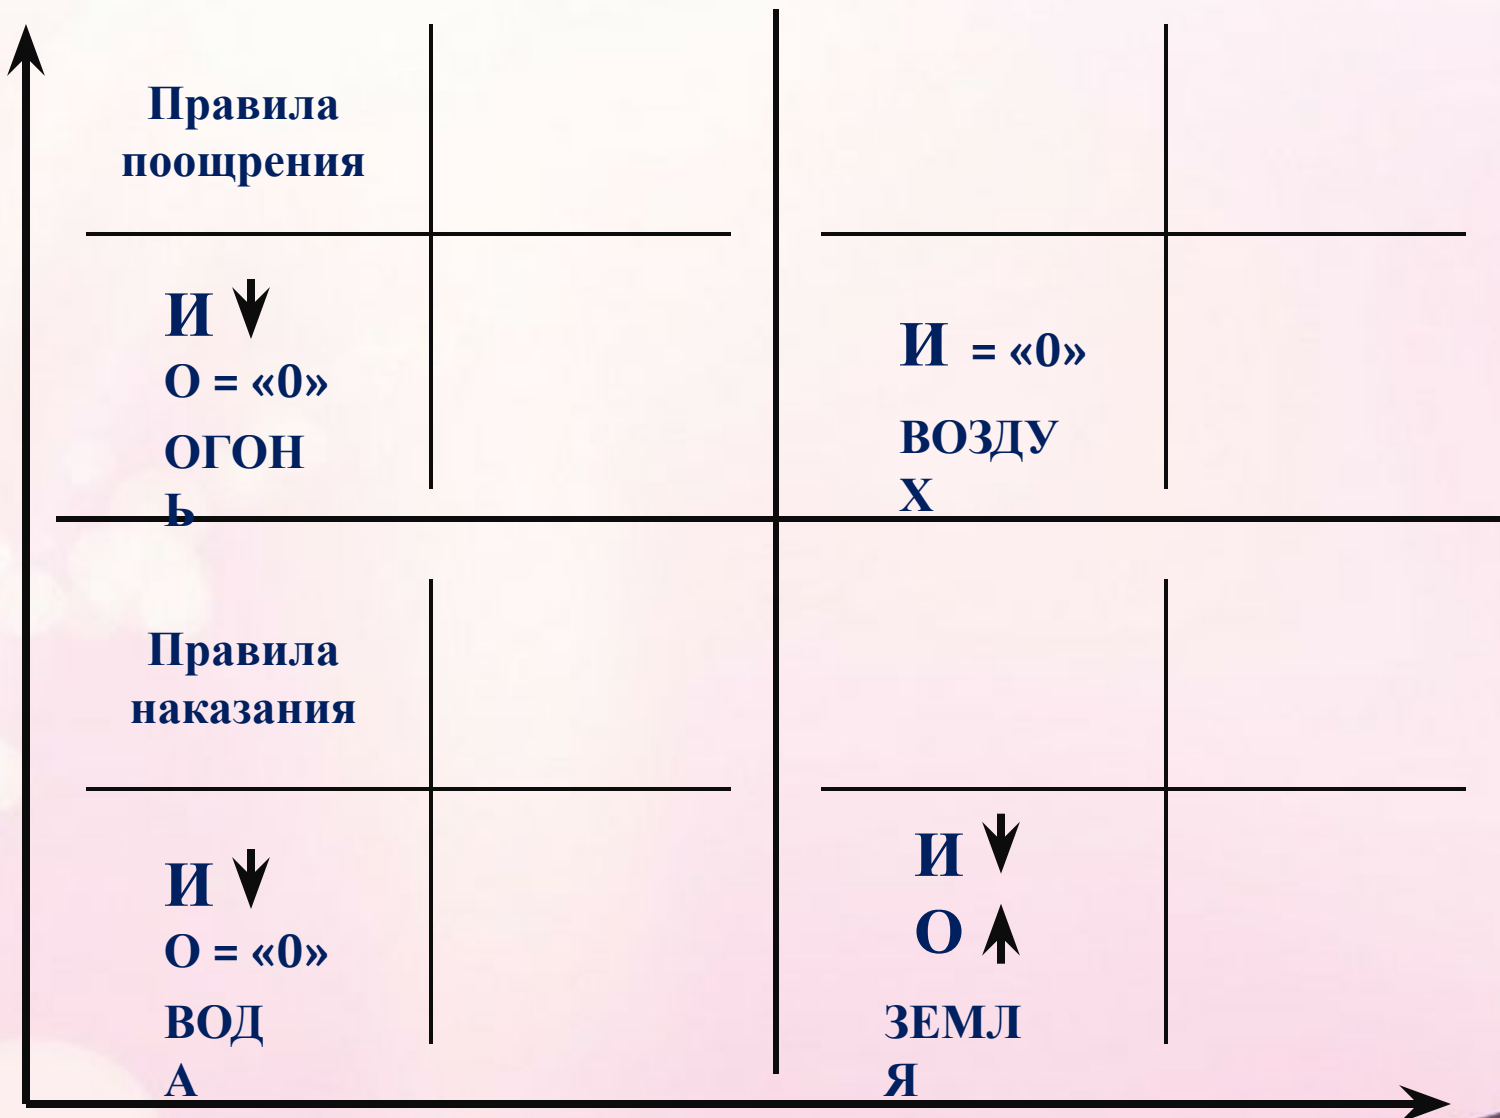 Правила
поощрения
И
О = «0»
ОГОН
Ь
И = «0»
ВОЗДУ
Х
Правила
наказания
И
О = «0»
ВОД
А
И
О
ЗЕМЛ
Я